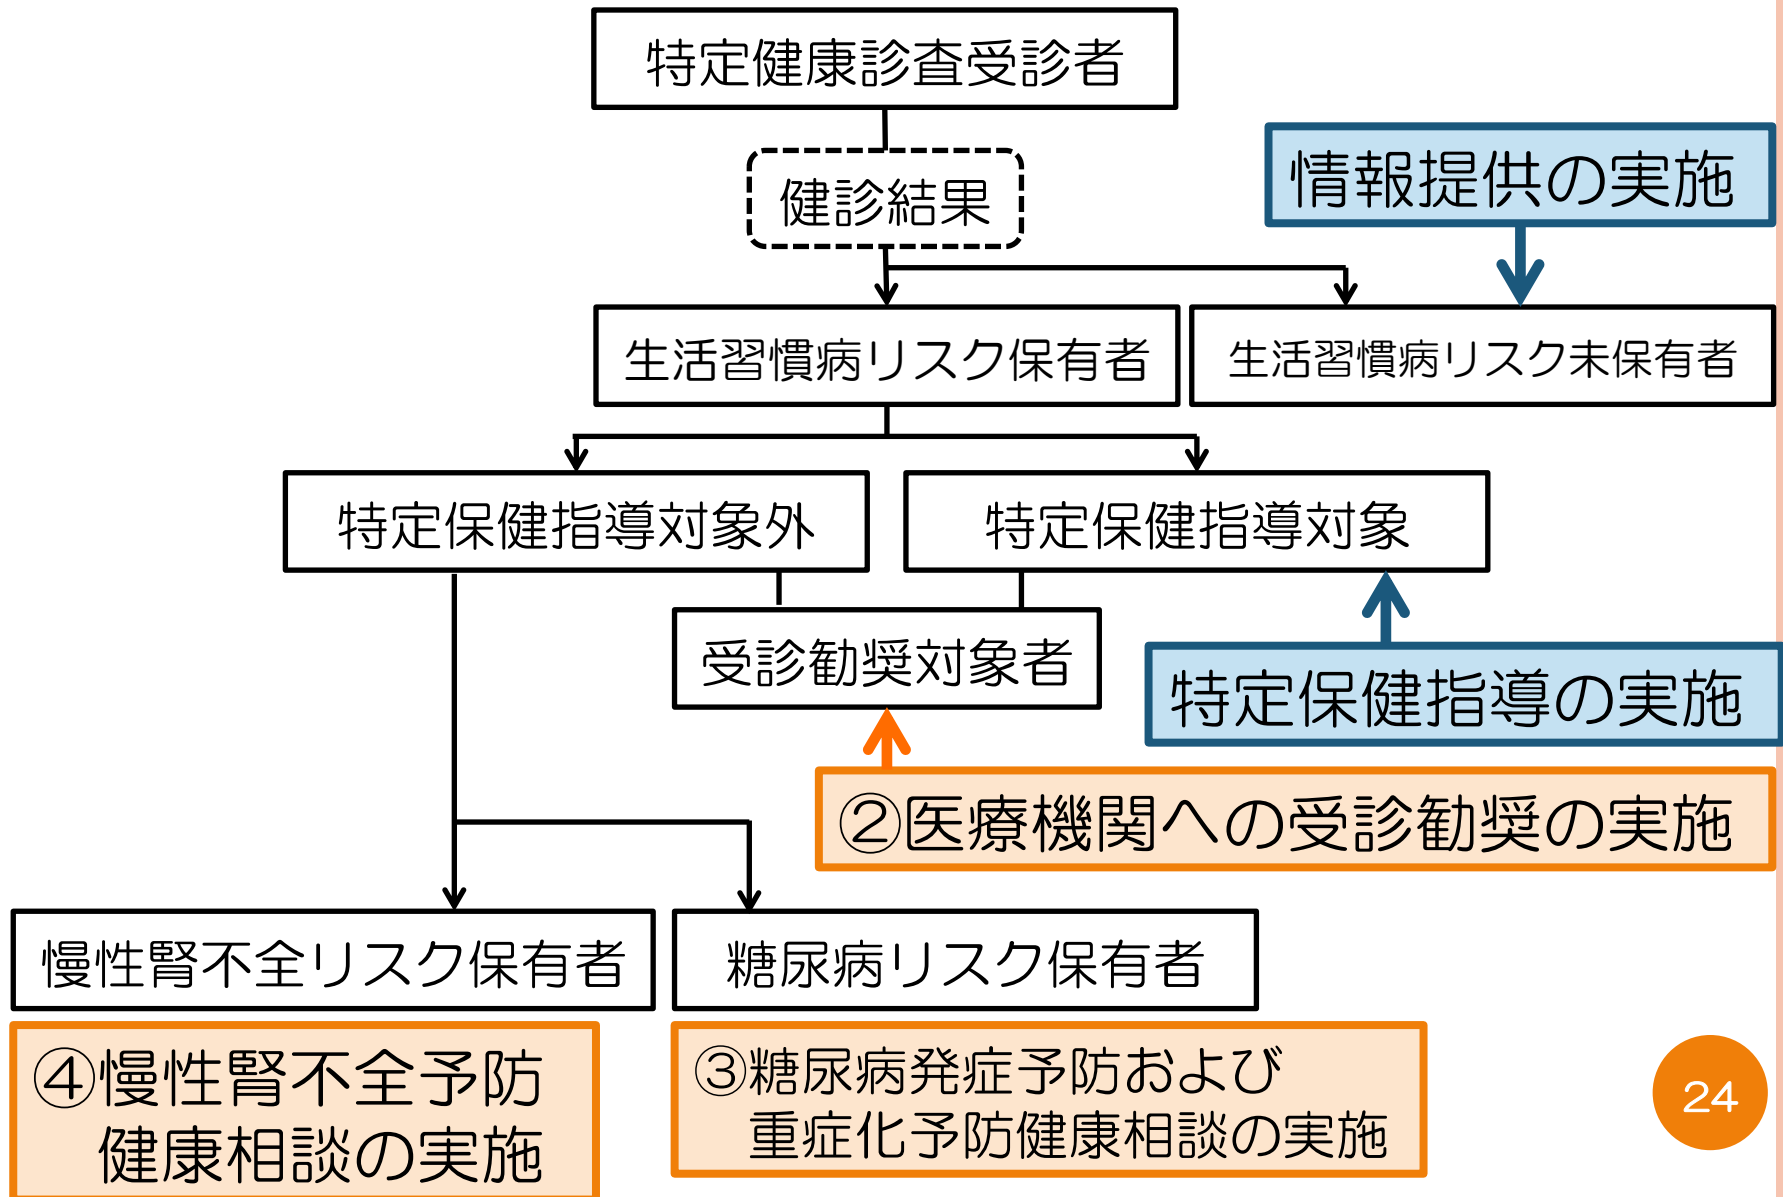 特定健康診査受診者
健診結果
情報提供の実施
生活習慣病リスク保有者
生活習慣病リスク未保有者
特定保健指導対象外
特定保健指導対象
受診勧奨対象者
特定保健指導の実施
②医療機関への受診勧奨の実施
慢性腎不全リスク保有者
糖尿病リスク保有者
④慢性腎不全予防
健康相談の実施
③糖尿病発症予防および
重症化予防健康相談の実施
24